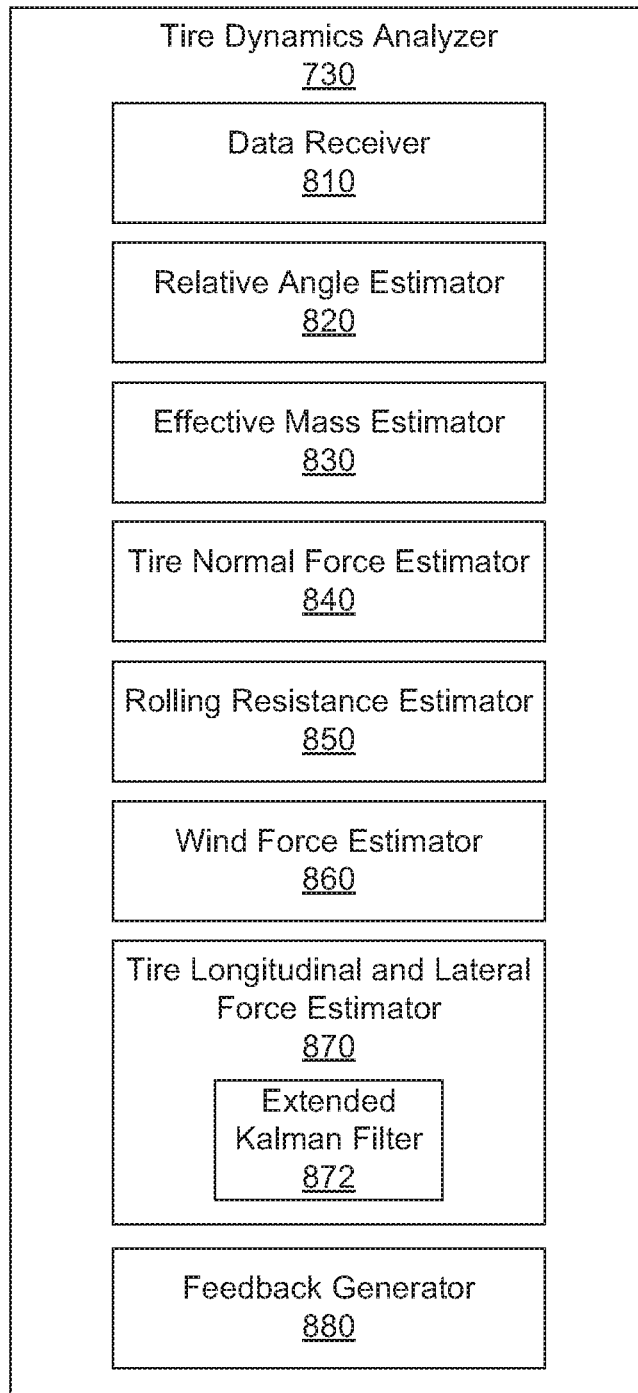 Tire Dynamics Analyzer
730
Data Receiver
810
Relative Angle Estimator
820
Effective Mass Estimator
830
Tire Normal Force Estimator
840
Rolling Resistance Estimator
850
Wind Force Estimator
860
Tire Longitudinal and Lateral
Force Estimator
870
Extended
Kalman Filter
872
Feedback Generator
880